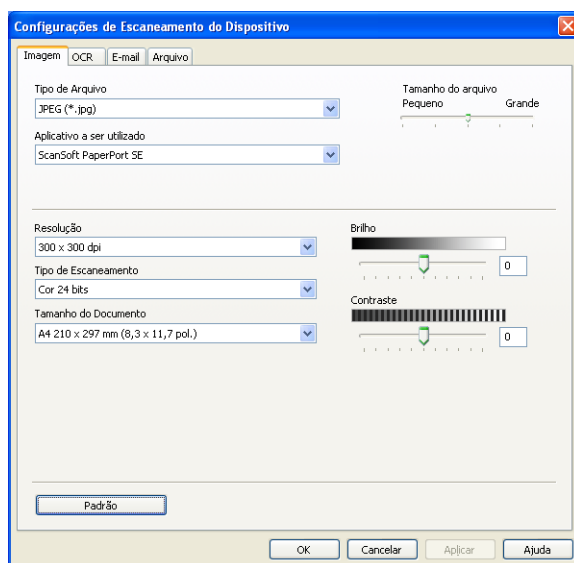 Configurações de Escaneamento do Dispositivo
Imagem OCR E-mail Arquivo
Tipo de Arquivo
JPEG (*.jpg)
Tamanho do arquivo
Pequeno Grande
Aplicativo a ser utilizado
ScanSoft PaperPort SE
Resolução
300 x 300 dpi
Tipo de Escaneamento
Cor 24 bits
Tamanho do Documento
A4 210 x 297 mm (8,3 x 11,7 pol.)
Brilho
0
Contraste
0
Padrão
OK Cancelar Aplicar Ajuda